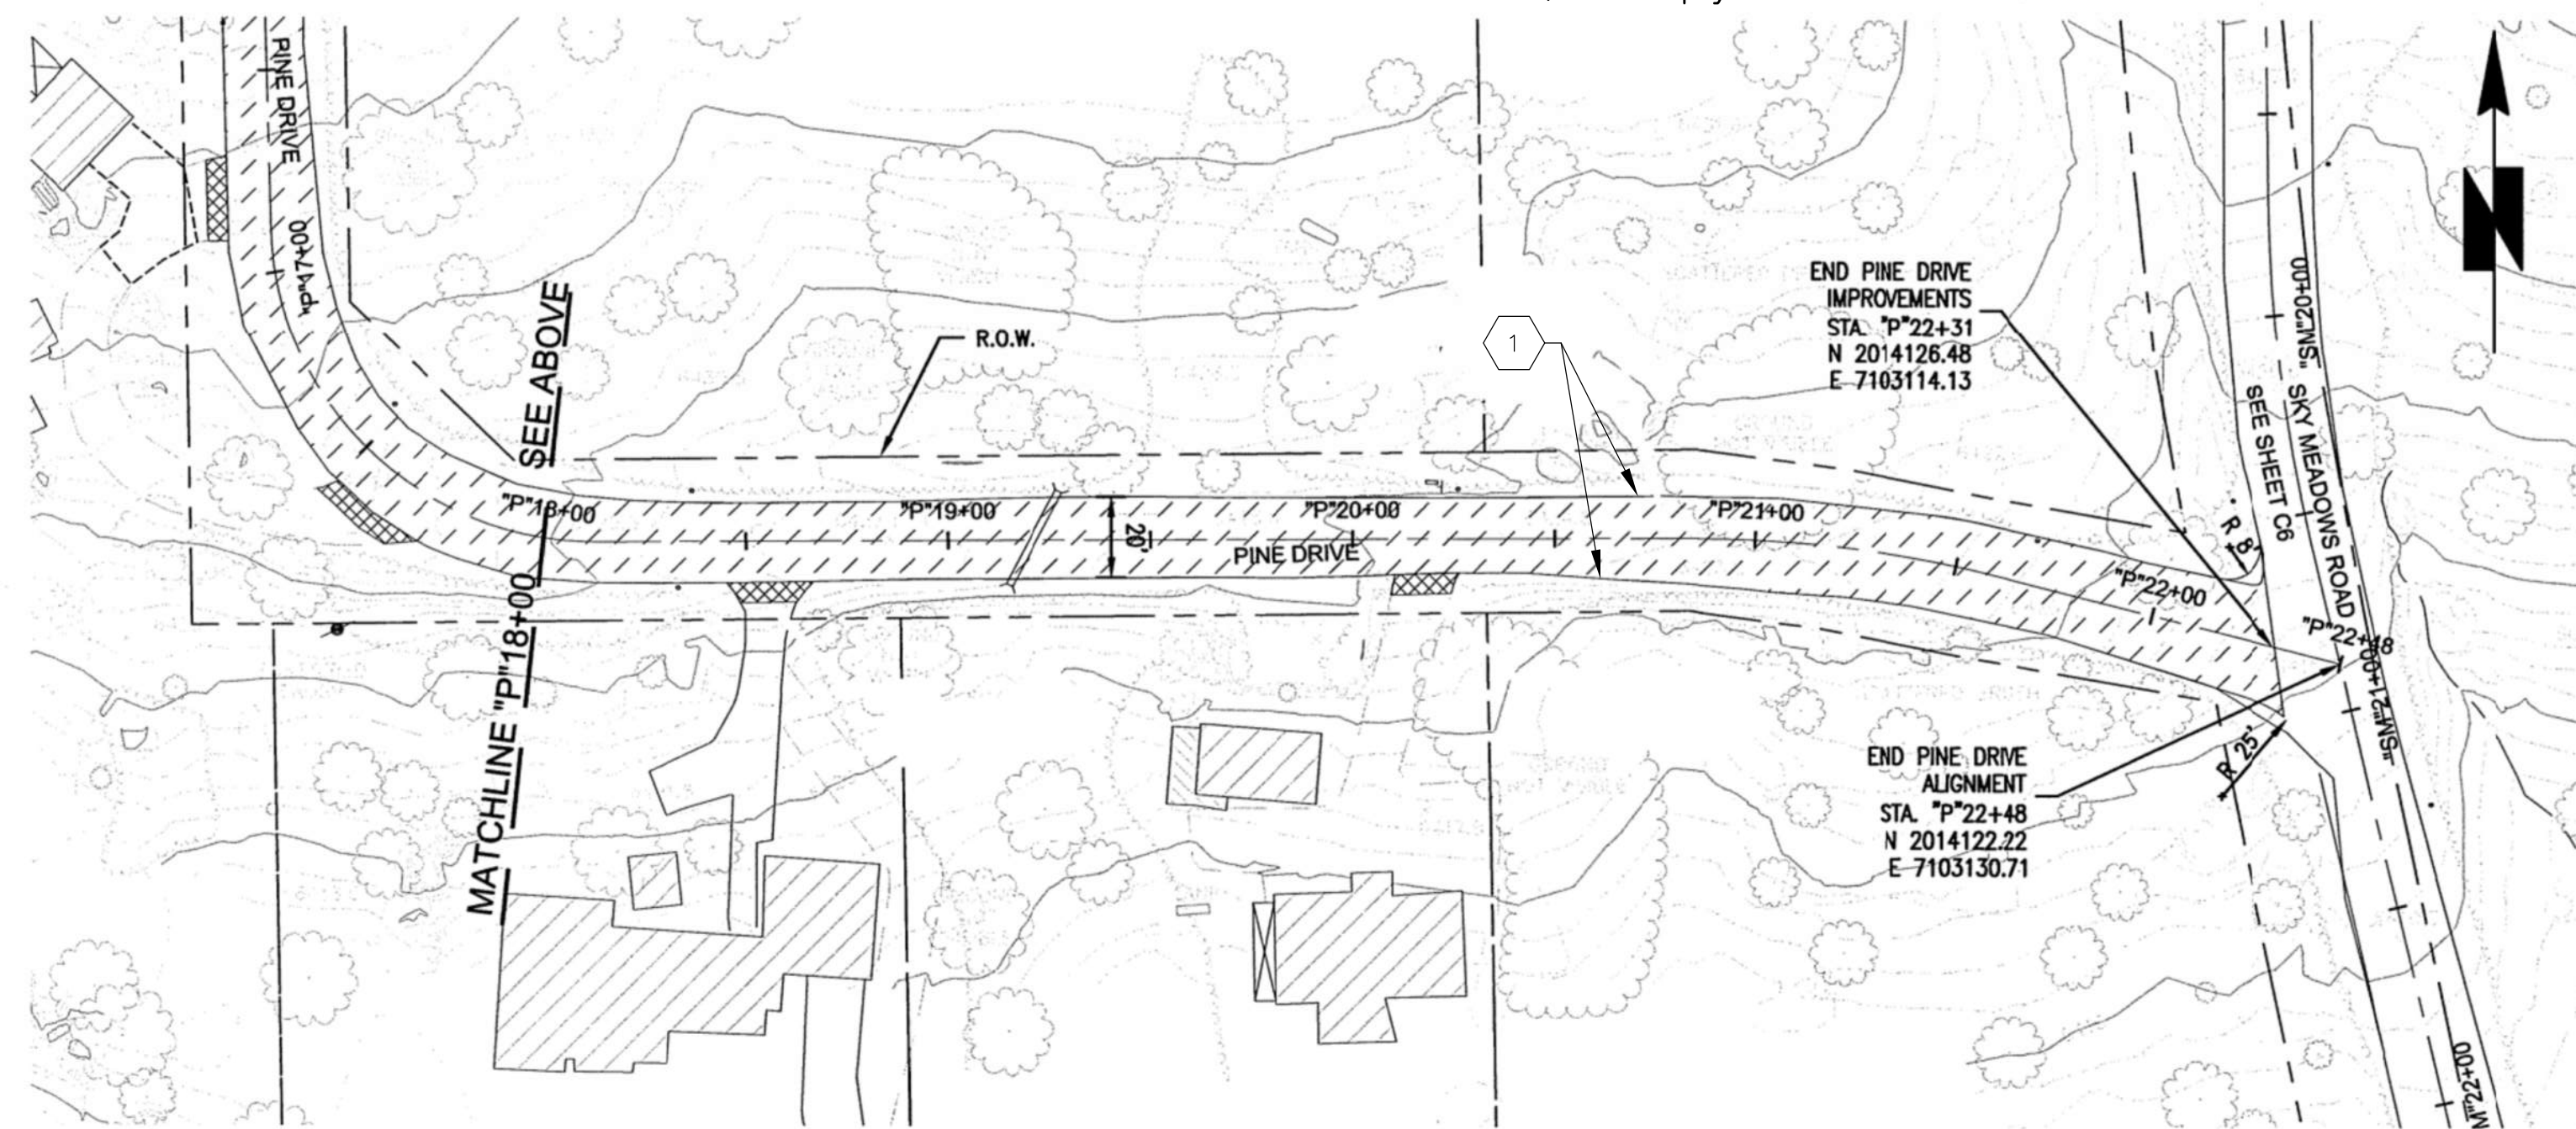 PINE DRIVE
"P"17+00
SEE ABOVE
MATCHLINE "P"18+00
"P"18+00
R.O.W.
"P"19+00
20'
"P"20+00
PINE DRIVE
1
"P"21+00
END PINE DRIVE
IMPROVEMENTS
STA. "P"22+31
N 2014126.48
E 7103114.13
"P"22+00
R 8'
"P"22+48
R 25'
END PINE DRIVE
ALIGNMENT
STA. "P"22+48
N 2014122.22
E 7103130.71
SEE SHEET C6
SKY MEADOWS ROAD
"SM"20+00
"SM"21+00
M"22+00
N